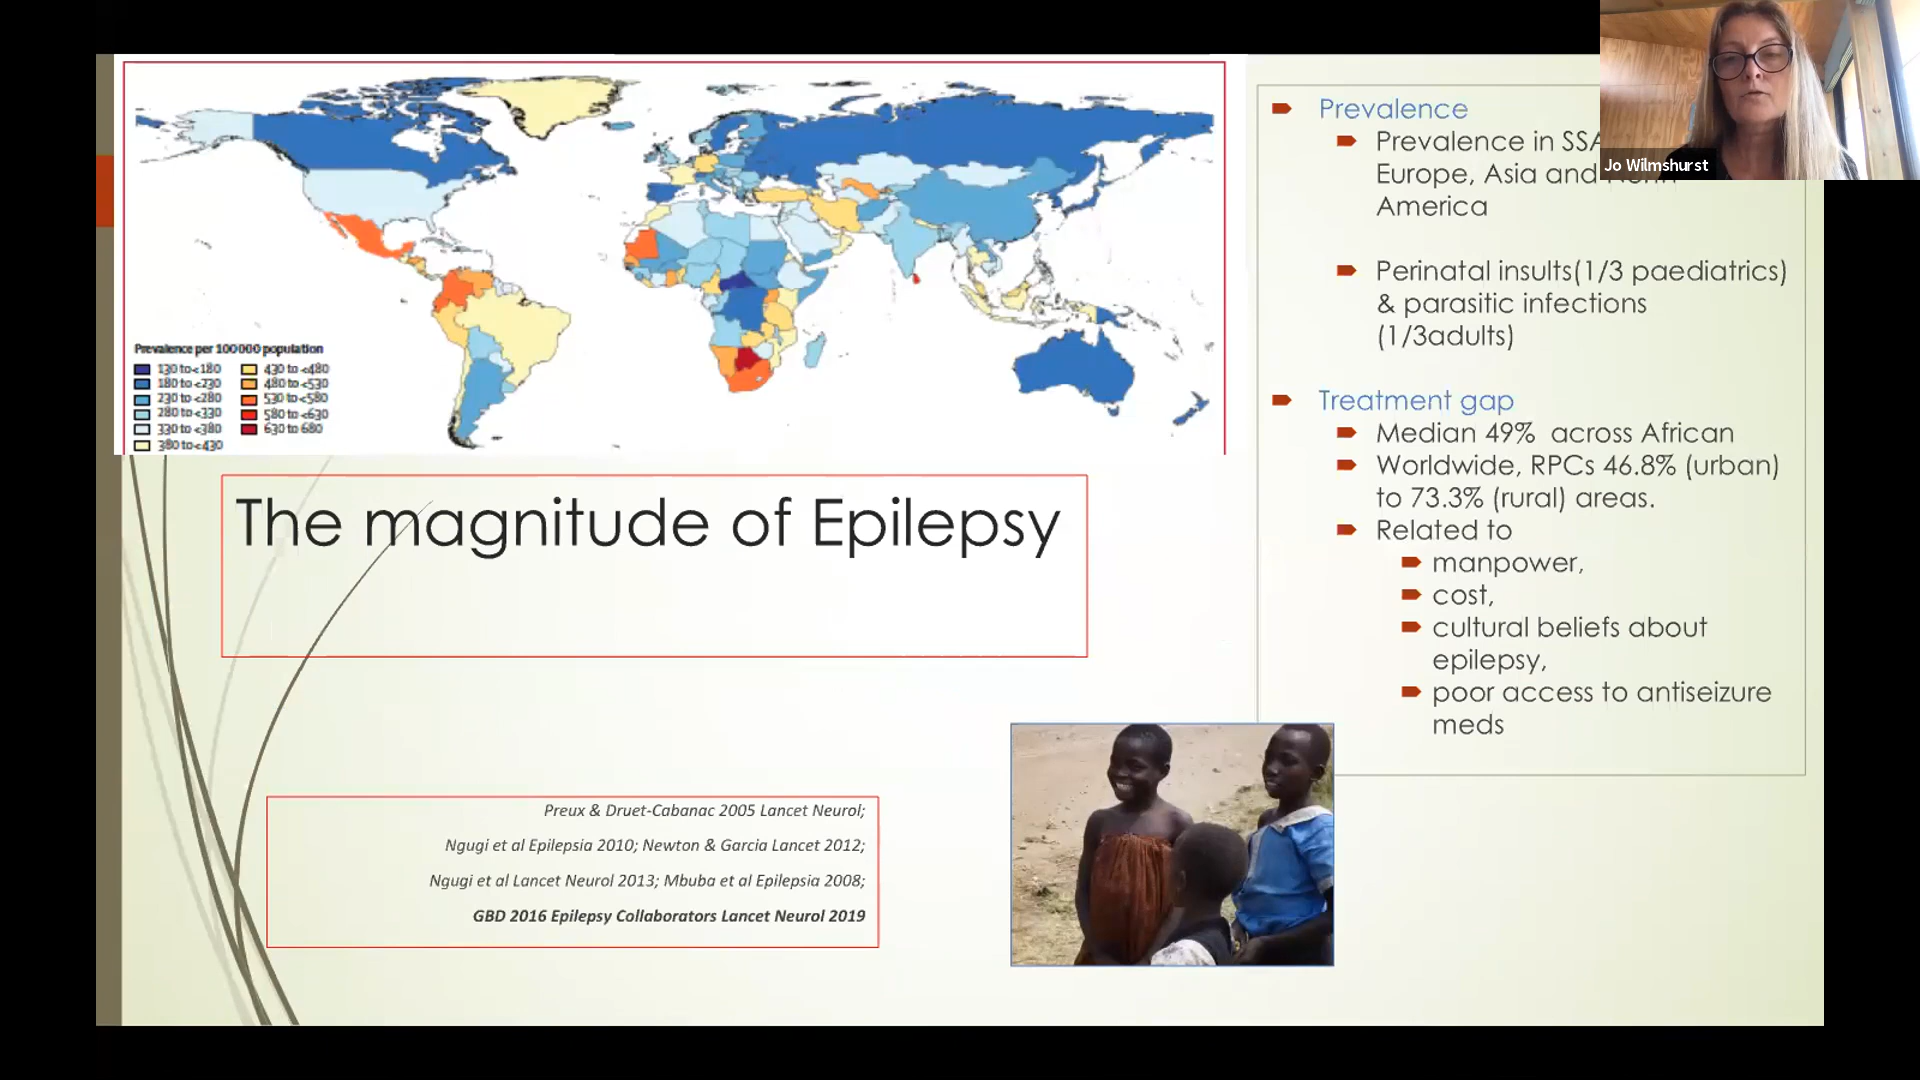 Prevalence per 100 000 population
130 to <180
180 to <230
230 to <280
280 to <330
330 to <380
380 to <430
430 to <480
480 to <530
530 to <580
580 to <630
630 to 680
The magnitude of Epilepsy
Preux & Druet-Cabanac 2005 Lancet Neurol;
Ngugi et al Epilepsia 2010; Newton & Garcia Lancet 2012;
Ngugi et al Lancet Neurol 2013; Mbuba et al Epilepsia 2008;
GBD 2016 Epilepsy Collaborators Lancet Neurol 2019
Prevalence
Prevalence in SSA
Europe, Asia and
America
Perinatal insults(1/3 paediatrics)
& parasitic infections
(1/3adults)
Treatment gap
Median 49% across African
Worldwide, RPCs 46.8% (urban)
to 73.3% (rural) areas.
Related to
manpower,
cost,
cultural beliefs about
epilepsy,
poor access to antiseizure
meds
Jo Wilmshurst